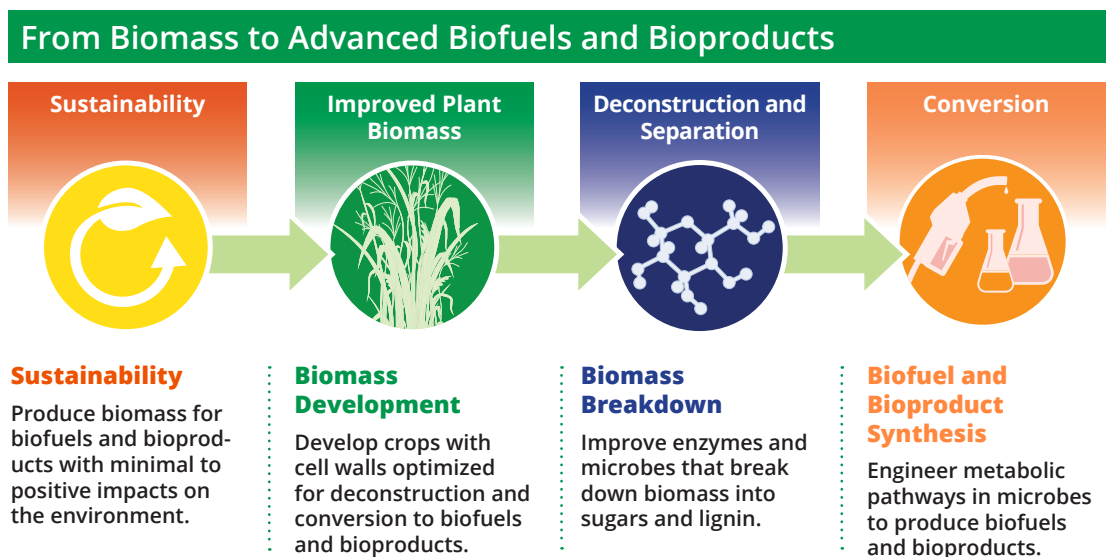 From Biomass to Advanced Biofuels and Bioproducts
Sustainability
Improved Plant
Biomass
Deconstruction and
Separation
Conversion
Sustainability
Produce biomass for
biofuels and bioprod-
ucts with minimal to
positive impacts on
the environment.
Biomass
Development
Develop crops with
cell walls optimized
for deconstruction and
conversion to biofuels
and bioproducts.
Biomass
Breakdown
Improve enzymes and
microbes that break
down biomass into
sugars and lignin.
Biofuel and
Bioproduct
Synthesis
Engineer metabolic
pathways in microbes
to produce biofuels
and bioproducts.